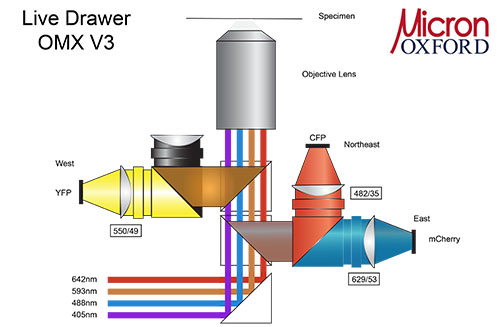 Live Drawer
OMX V3
Specimen
Micron
OXFORD
Objective Lens
CFP
Northeast
West
YFP
482/35
550/49
East
mCherry
629/53
642nm
593nm
488nm
405nm